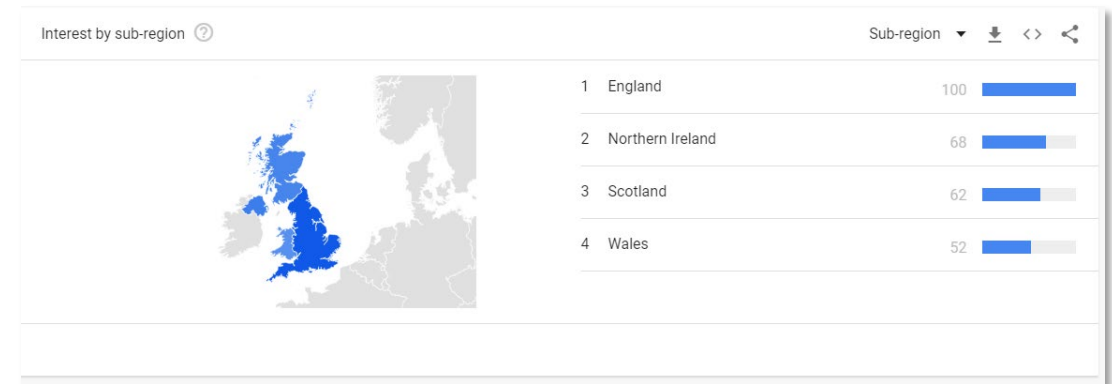 Interest by sub-region ?
Sub-region
1 England 100
2 Northern Ireland 68
3 Scotland 62
4 Wales 52